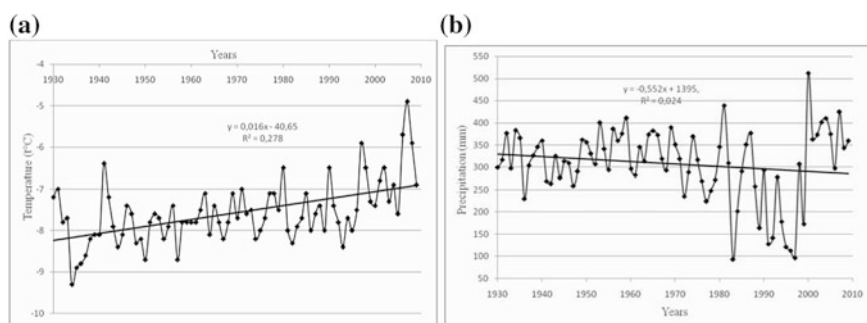 (a)
Years
1930 1940 1950 1960 1970 1980 1990 2000 2010
-4
-5
-6
-7
-8
-9
-10
Temperature (t°C)
y = 0,016x - 40,65
R² = 0,278
(b)
550
500
450
400
350
300
250
200
150
100
50
Precipitation (mm)
y = -0,552x + 1395,
R² = 0,024
1930 1940 1950 1960 1970 1980 1990 2000 2010
Years